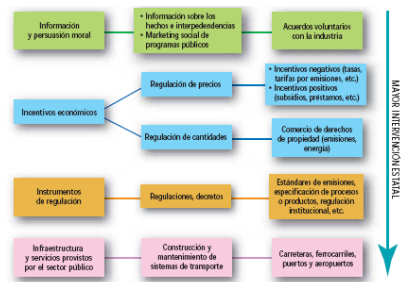 Información
y persuasión moral
• Información sobre los
hechos e interpendedencias
• Marketing social de
programas públicos
Acuerdos voluntarios
con la industria
Incentivos económicos
Regulación de precios
• Incentivos negativos (tasas,
tarifas por emisiones, etc.)
• Incentivos positivos
(subsidios, préstamos, etc.)
Regulación de cantidades
Comercio de derechos
de propiedad (emisiones,
energía)
Instrumentos
de regulación
Regulaciones, decretos
Estándares de emisiones,
especificación de procesos
o productos, regulación
institucional, etc.
Infraestructura
y servicios provistos
por el sector público
Construcción y
mantenimiento de
sistemas de transporte
Carreteras, ferrocarriles,
puertos y aeropuertos
MAYOR INTERVENCIÓN ESTATAL